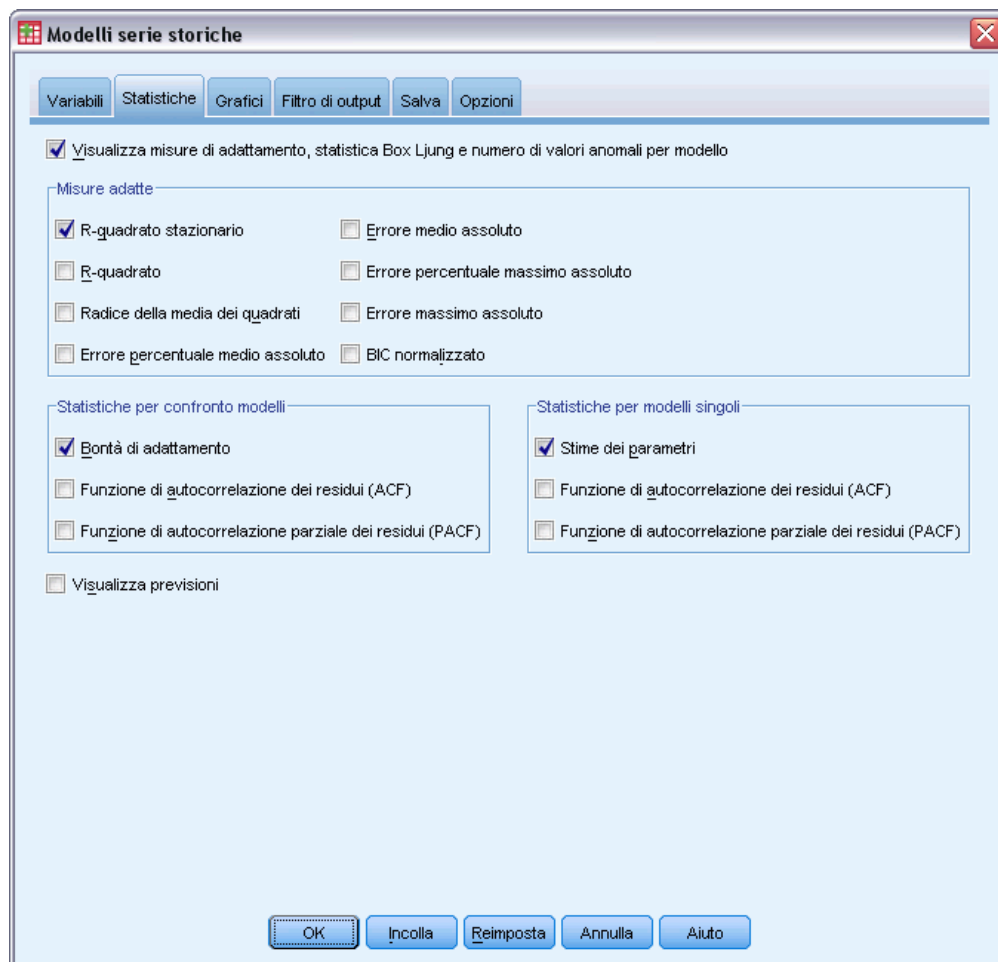 Modelli serie storiche
Variabili Statistiche Grafici Filtro di output Salva Opzioni
Visualizza misure di adattamento, statistica Box Ljung e numero di valori anomali per modello
Misure adatte
R-quadrato stazionario
Errore medio assoluto
R-quadrato
Errore percentuale massimo assoluto
Radice della media dei quadrati
Errore massimo assoluto
Errore percentuale medio assoluto
BIC normalizzato
Statistiche per confronto modelli
Bontà di adattamento
Funzione di autocorrelazione dei residui (ACF)
Funzione di autocorrelazione parziale dei residui (PACF)
Statistiche per modelli singoli
Stime dei parametri
Funzione di autocorrelazione dei residui (ACF)
Funzione di autocorrelazione parziale dei residui (PACF)
Visualizza previsioni
OK Incolla Reimposta Annulla Aiuto